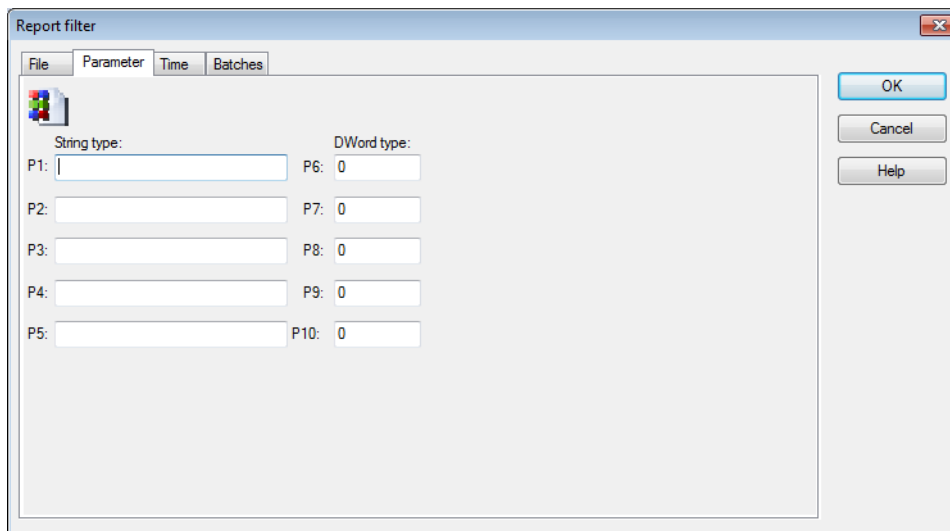 Report filter
File Parameter Time Batches
OK
Cancel
Help
String type: DWord type:
P1: P6: 0
P2: P7: 0
P3: P8: 0
P4: P9: 0
P5: P10: 0